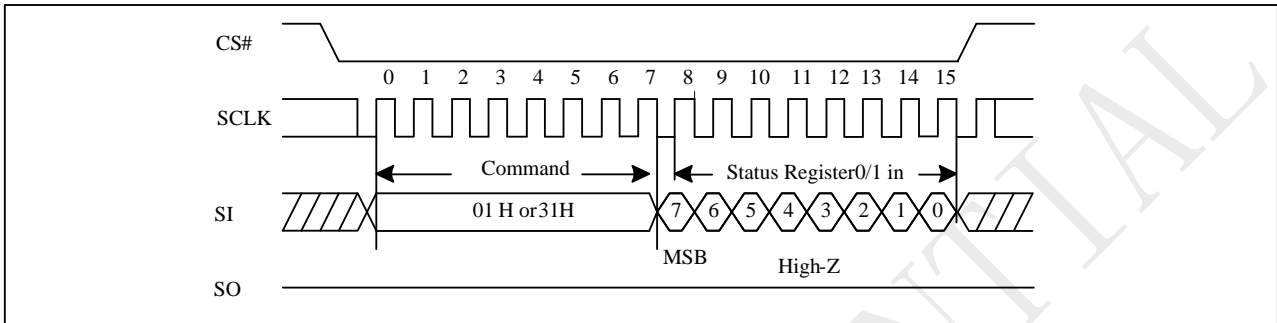 CS#
0 1 2 3 4 5 6 7 8 9 10 11 12 13 14 15
SCLK
Command Status Register0/1 in
SI 01 H or31H 7 6 5 4 3 2 1 0
MSB High-Z
SO
NTIAL